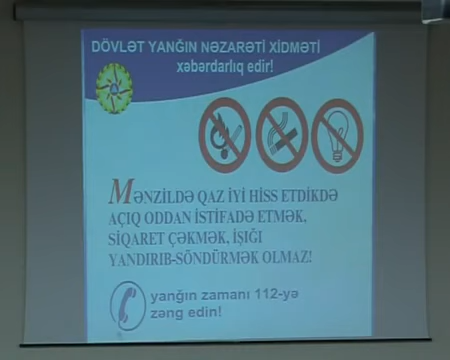 DÖVLƏT YANĞIN NƏZARƏTİ XİDMƏTİ
xəbərdarlıq edir!
MƏNZİLDƏ QAZ İYİ HİSS ETDİKDƏ
AÇIQ ODDAN İSTİFADƏ ETMƏK,
SİQARET ÇƏKMƏK, İŞIĞI
YANDIRIB-SÖNDÜRMƏK OLMAZ!
yanğın zamanı 112-yə
zəng edin!